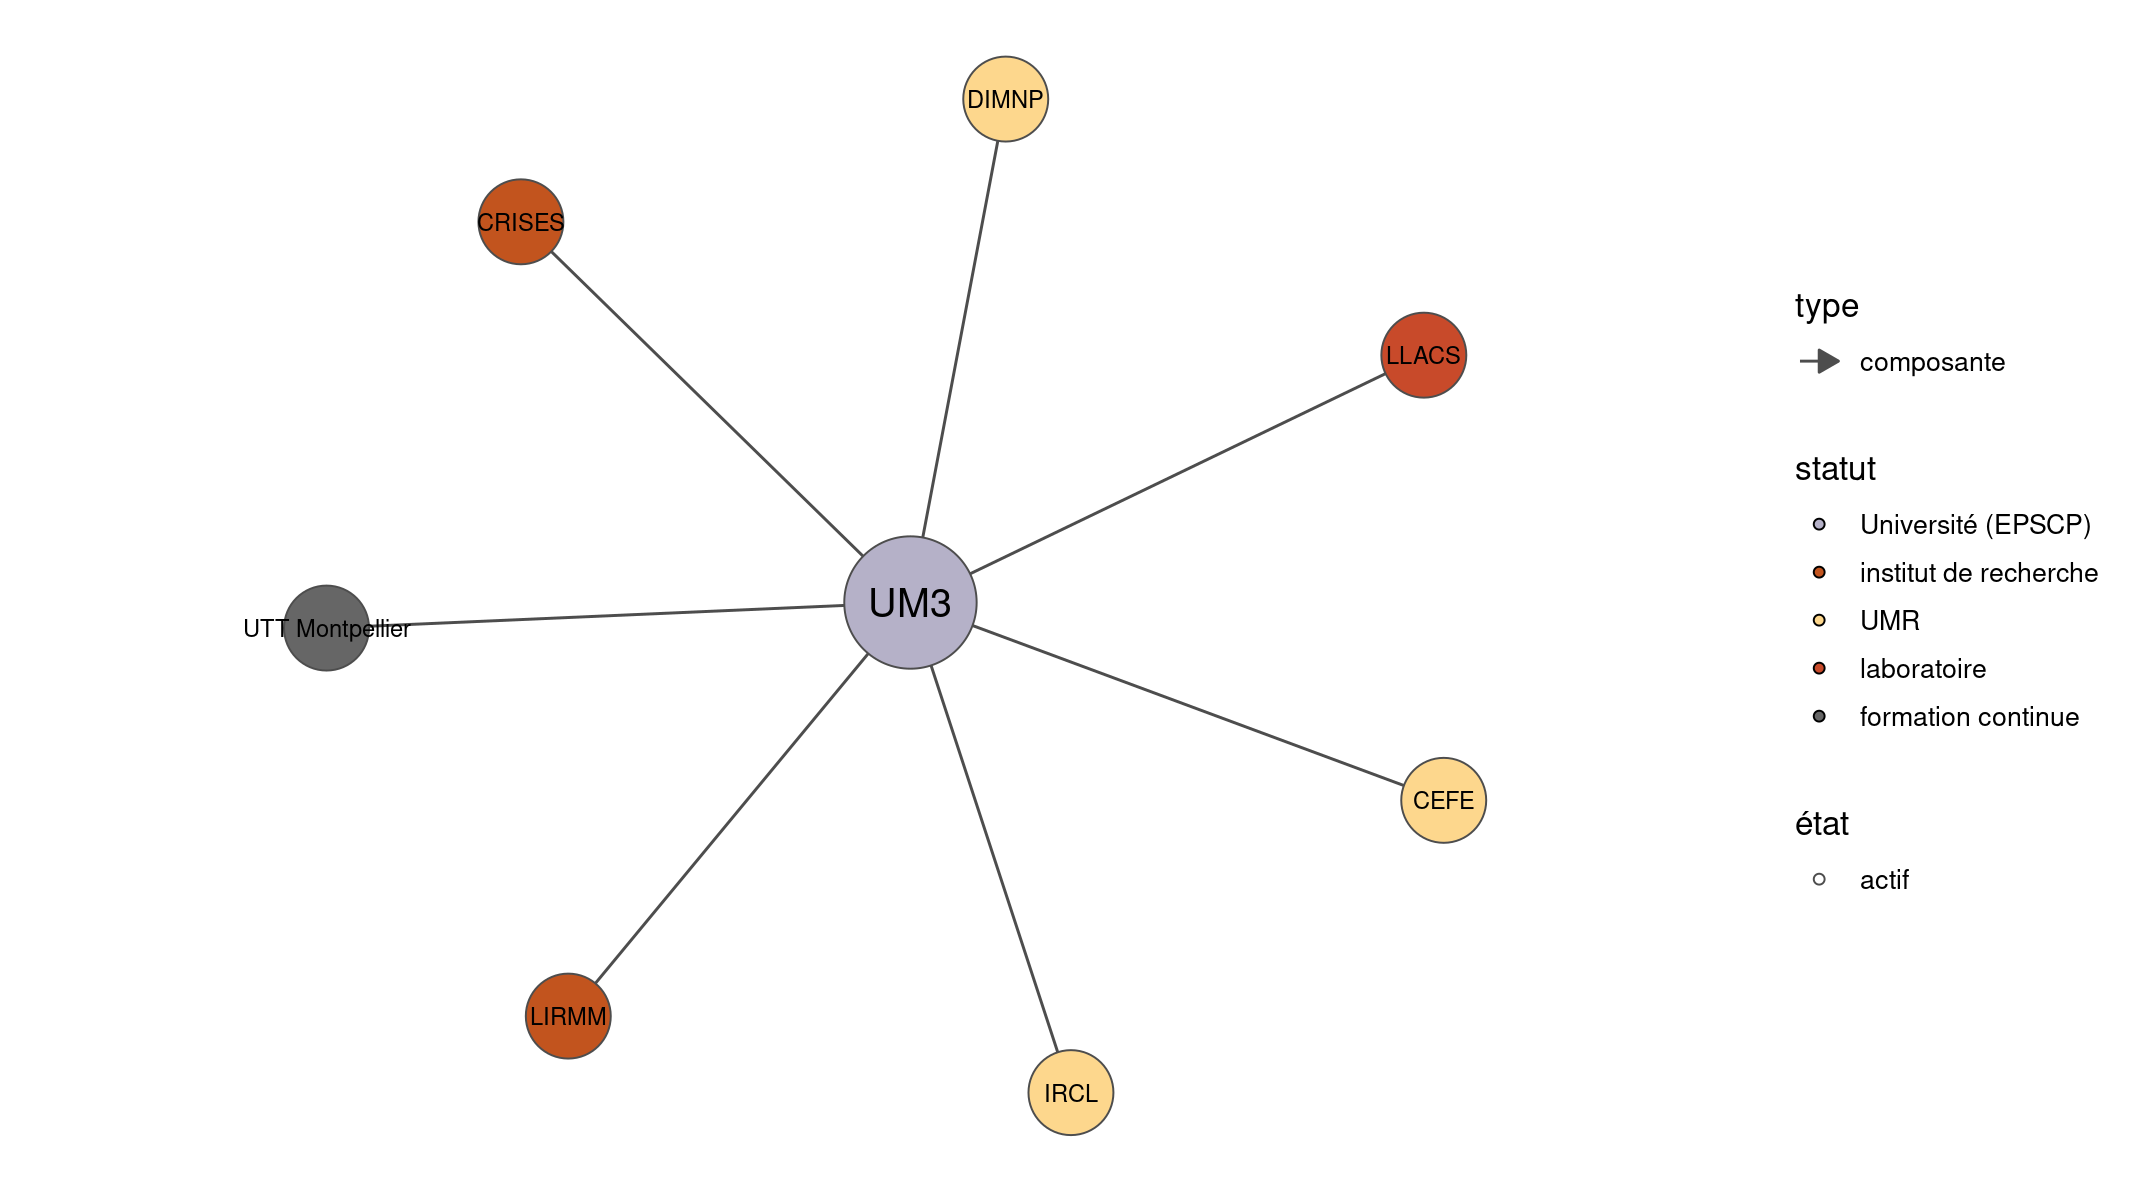 DIMNP
CRISES
LLACS
UM3
UTT Montpellier
CEFE
LIRMM
IRCL
type
composante
statut
Université (EPSCP)
institut de recherche
UMR
laboratoire
formation continue
état
actif